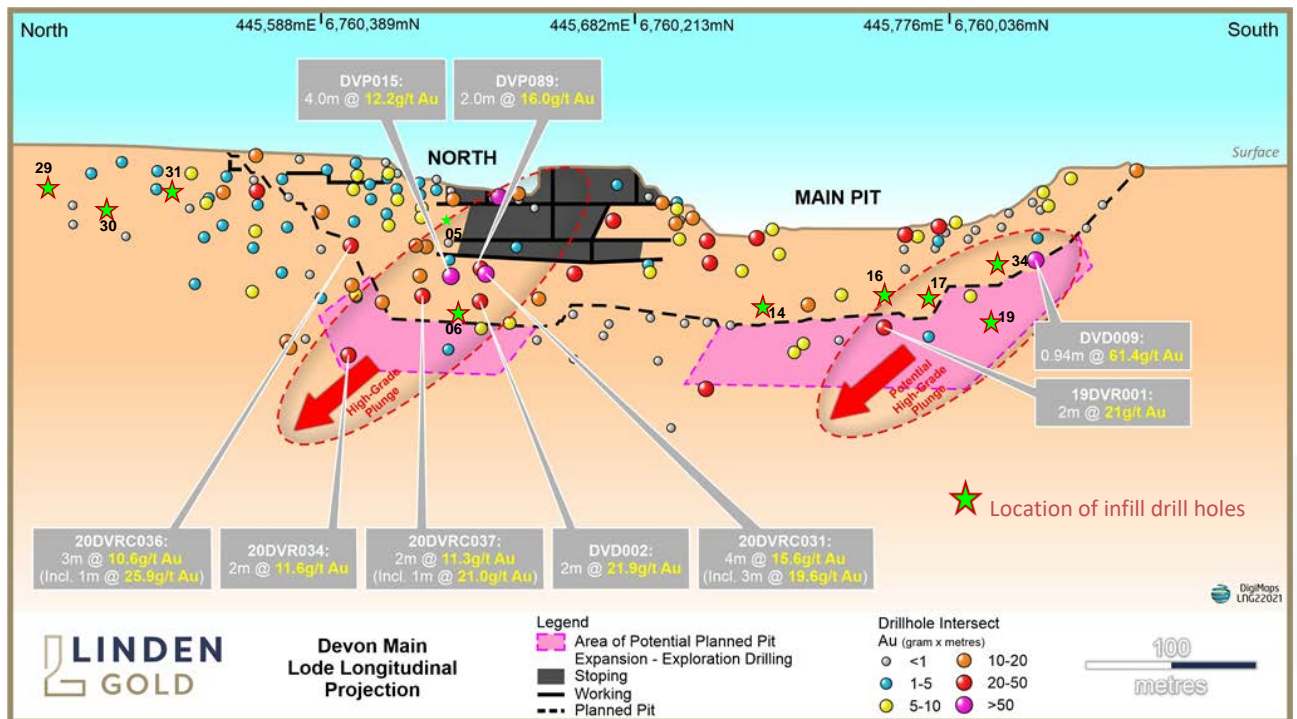 North
445,588mE 6,760,389mN
445,682mE 6,760,213mN
445,776mE 6,760,036mN
South
DVP015:
4.0m @ 12.2g/t Au
DVP089:
2.0m @ 16.0g/t Au
NORTH
Surface
MAIN PIT
29
30
31
05
06
14
16
17
34
19
High-Grade
Plunge
Potential
High-Grade
Plunge
DVD009:
0.94m @ 61.4g/t Au
19DVR001:
2m @ 21g/t Au
Location of infill drill holes
20DVRC036:
3m @ 10.6g/t Au
(Incl. 1m @ 25.9g/t Au)
20DVR034:
2m @ 11.6g/t Au
20DVRC037:
2m @ 11.3g/t Au
(Incl. 1m @ 21.0g/t Au)
DVD002:
2m @ 21.9g/t Au
20DVRC031:
4m @ 15.6g/t Au
(Incl. 3m @ 19.6g/t Au)
DigiMaps
LNG22021
LINDEN
GOLD
Devon Main
Lode Longitudinal
Projection
Legend
Area of Potential Planned Pit
Expansion - Exploration Drilling
Stoping
Working
Planned Pit
Drillhole Intersect
Au (gram x metres)
<1
1-5
5-10
10-20
20-50
>50
100
metres